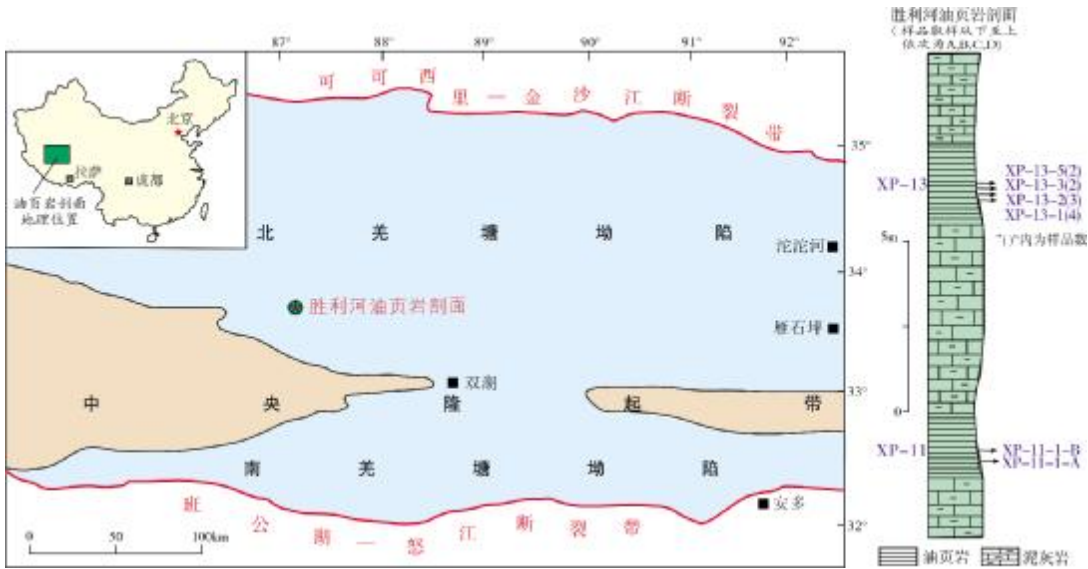 胜利河油页岩剖面
(样品取样从下至上
依次为A,B,C,D)
87° 88° 89° 90° 91° 92°
可可西里—金沙江断裂带
北京
拉萨
成都
油页岩剖面
地理位置
35°
34°
33°
32°
北羌塘坳陷
沱沱河
胜利河油页岩剖面
雁石坪
双湖
中央隆起带
南羌塘坳陷
安多
班公湖—怒江断裂带
0 50 100km
XP-13
XP-13-5(2)
XP-13-3(2)
XP-13-2(3)
XP-13-1(4)
"()"内为样品数
5m
0
XP-11
XP-11-1-B
XP-11-1-A
油页岩
泥灰岩